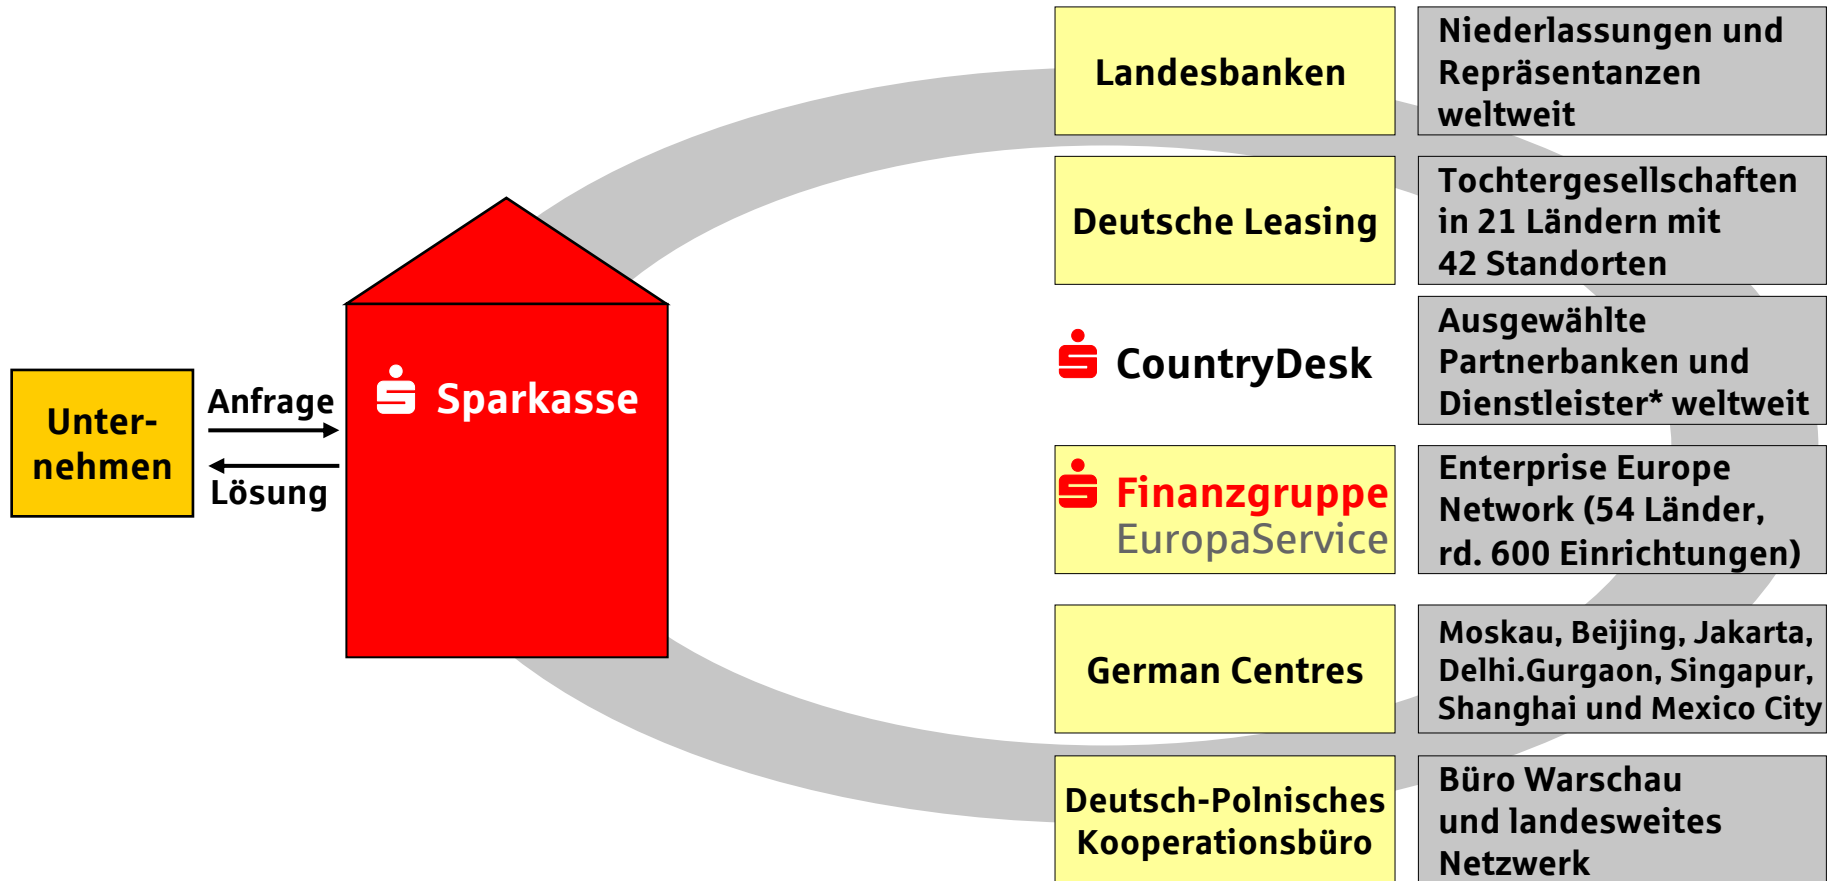 Unter-
nehmen
Anfrage
Lösung
Sparkasse
Landesbanken
Niederlassungen und
Repräsentanzen
weltweit
Deutsche Leasing
Tochtergesellschaften
in 21 Ländern mit
42 Standorten
CountryDesk
Ausgewählte
Partnerbanken und
Dienstleister* weltweit
Finanzgruppe
EuropaService
Enterprise Europe
Network (54 Länder,
rd. 600 Einrichtungen)
German Centres
Moskau, Beijing, Jakarta,
Delhi.Gurgaon, Singapur,
Shanghai und Mexico City
Deutsch-Polnisches
Kooperationsbüro
Büro Warschau
und landesweites
Netzwerk